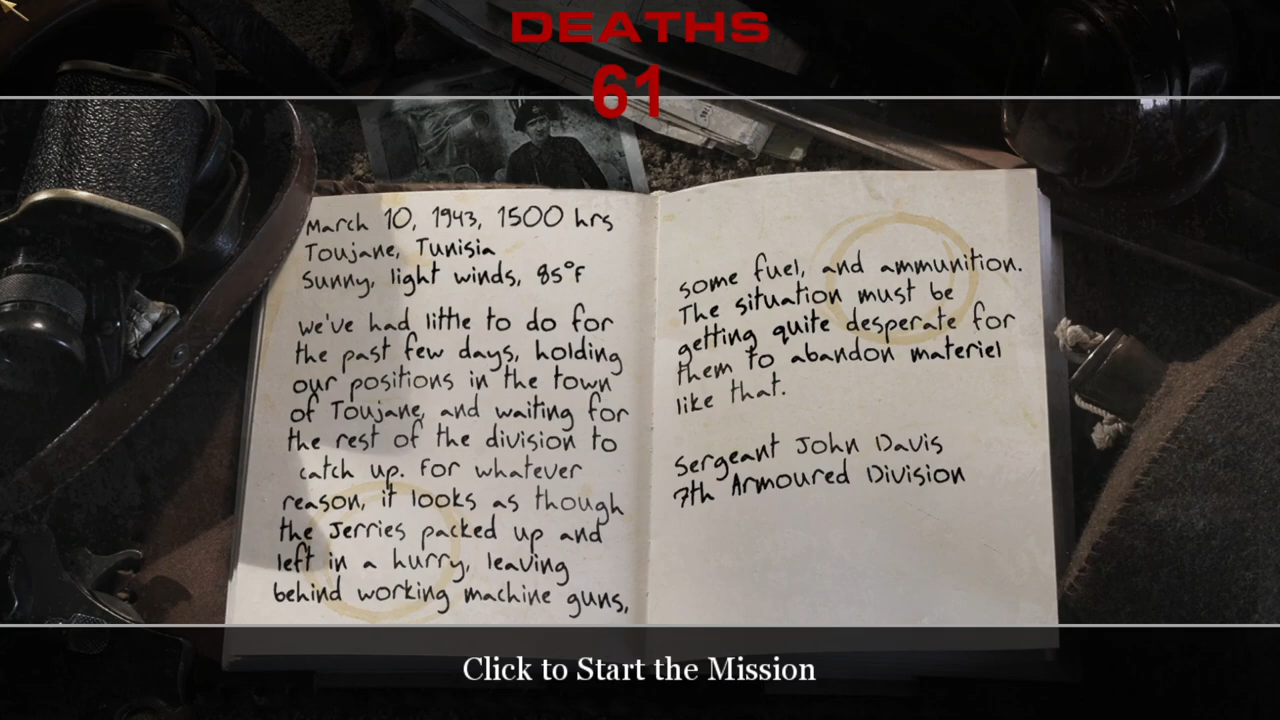 DEATHS
61
March 10, 1943, 1500 hrs
Toujane, Tunisia
Sunny, light winds, 85°F
we've had little to do for
the past few days, holding
our positions in the town
of Toujane, and waiting for
the rest of the division to
catch up. For whatever
reason, it looks as though
the Jerries packed up and
left in a hurry, leaving
behind working machine guns,
some fuel, and ammunition.
The situation must be
getting quite desperate for
them to abandon materiel
like that.
Sergeant John Davis
7th Armoured Division
Click to Start the Mission